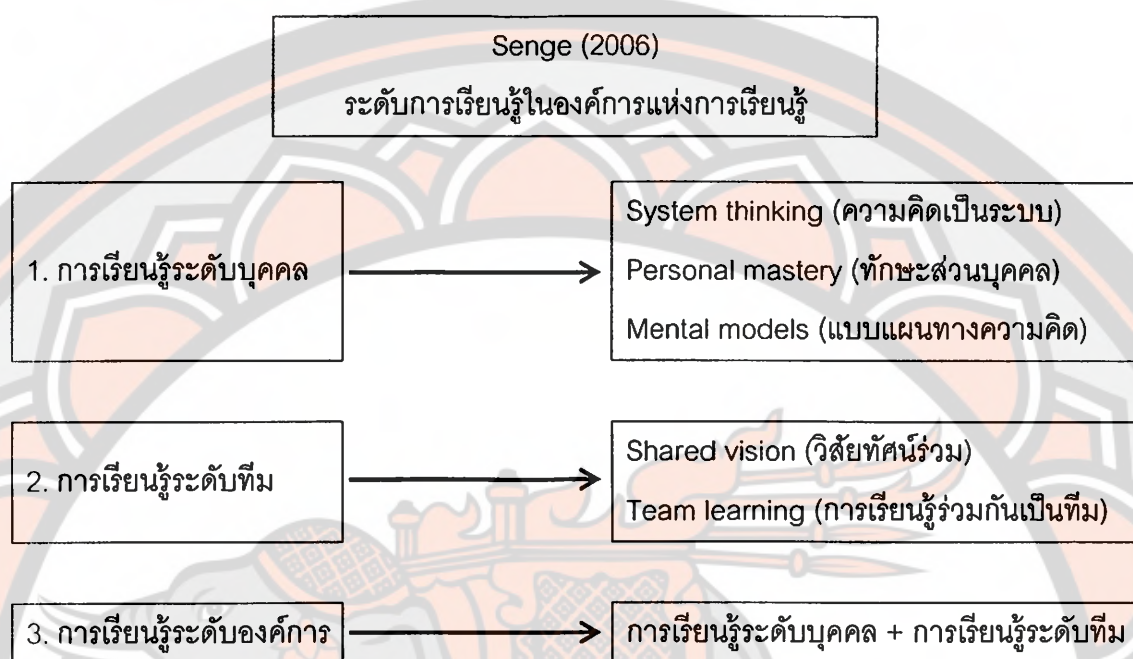 Senge (2006)
ระดับการเรียนรู้ในองค์การแห่งการเรียนรู้
1. การเรียนรู้ระดับบุคคล
System thinking (ความคิดเป็นระบบ)
Personal mastery (ทักษะส่วนบุคคล)
Mental models (แบบแผนทางความคิด)
2. การเรียนรู้ระดับทีม
Shared vision (วิสัยทัศน์ร่วม)
Team learning (การเรียนรู้ร่วมกันเป็นทีม)
3. การเรียนรู้ระดับองค์การ
การเรียนรู้ระดับบุคคล + การเรียนรู้ระดับทีม